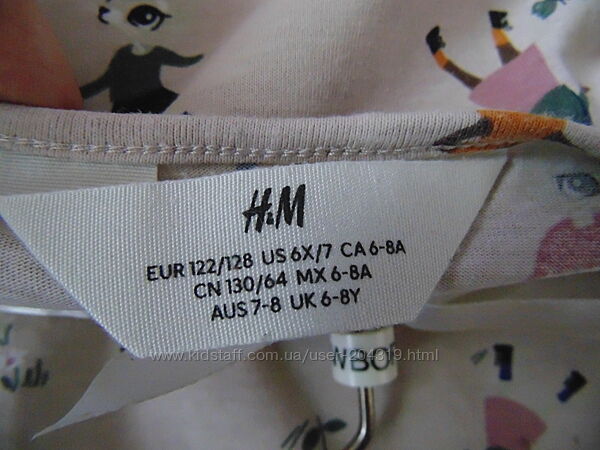 H&M
EUR 122/128 US 6X/7 CA 6-8A
CN 130/64 MX 6-8A
AUS 7-8 UK 6-8Y
www.kidstaff.com.ua/user-204319.html